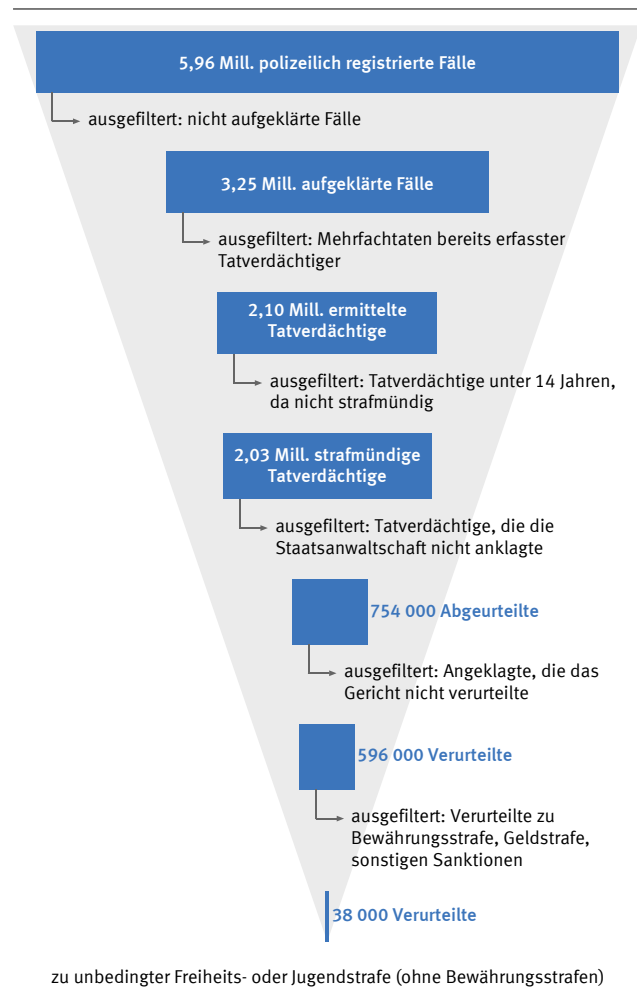 5,96 Mill. polizeilich registrierte Fälle
ausgefiltert: nicht aufgeklärte Fälle
3,25 Mill. aufgeklärte Fälle
ausgefiltert: Mehrfachtaten bereits erfasster
Tatverdächtiger
2,10 Mill. ermittelte
Tatverdächtige
ausgefiltert: Tatverdächtige unter 14 Jahren,
da nicht strafmündig
2,03 Mill. strafmündige
Tatverdächtige
ausgefiltert: Tatverdächtige, die die
Staatsanwaltschaft nicht anklagte
754 000 Abgeurteilte
ausgefiltert: Angeklagte, die das
Gericht nicht verurteilte
596 000 Verurteilte
ausgefiltert: Verurteilte zu
Bewährungsstrafe, Geldstrafe,
sonstigen Sanktionen
38 000 Verurteilte
zu unbedingter Freiheits- oder Jugendstrafe (ohne Bewährungsstrafen)